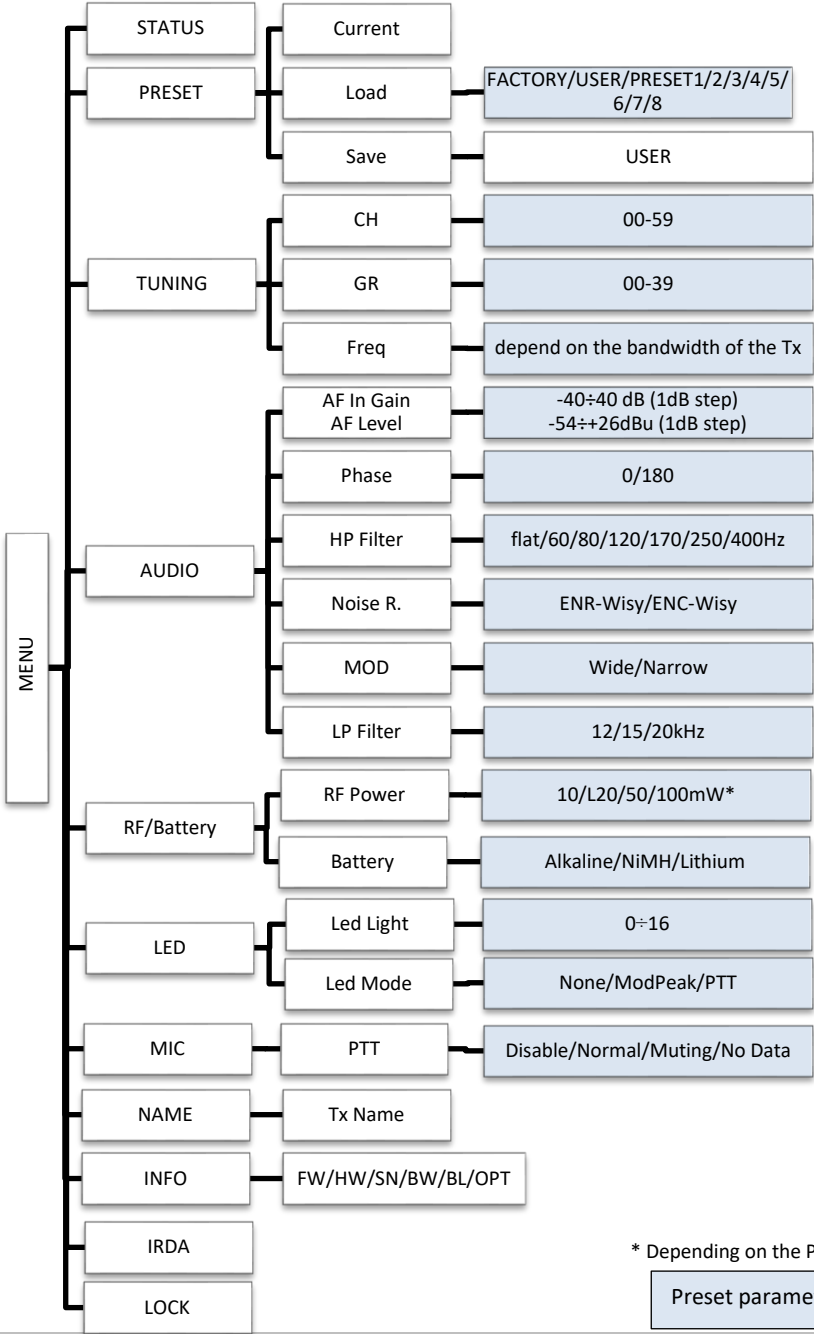 STATUS
PRESET
Current
Load
FACTORY/USER/PRESET1/2/3/4/5/
6/7/8
Save
USER
TUNING
CH
00-59
GR
00-39
Freq
depend on the bandwidth of the Tx
MENU
AUDIO
AF In Gain
AF Level
-40÷40 dB (1dB step)
-54÷+26dBu (1dB step)
Phase
0/180
HP Filter
flat/60/80/120/170/250/400Hz
Noise R.
ENR-Wisy/ENC-Wisy
MOD
Wide/Narrow
LP Filter
12/15/20kHz
RF/Battery
RF Power
10/L20/50/100mW*
Battery
Alkaline/NiMH/Lithium
LED
Led Light
0÷16
Led Mode
None/ModPeak/PTT
MIC
PTT
Disable/Normal/Muting/No Data
NAME
Tx Name
INFO
FW/HW/SN/BW/BL/OPT
IRDA
LOCK
* Depending on the
Preset